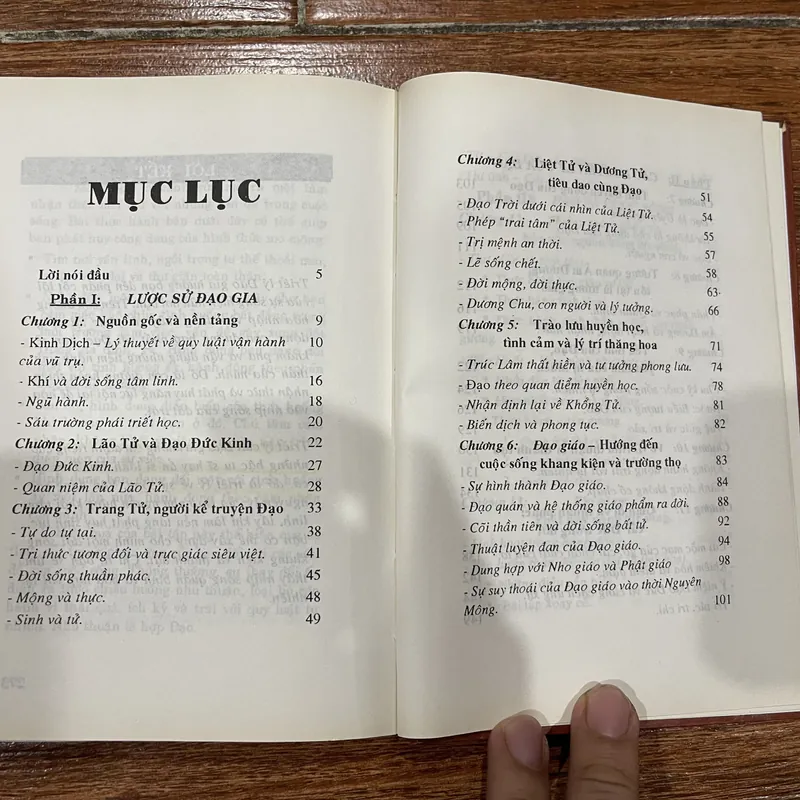 MỤC LỤC
Lời nói đầu 5
Phần I: LƯỢC SỬ ĐẠO GIA
Chương 1: Nguồn gốc và nền tảng 9
- Kinh Dịch – Lý thuyết về quy luật vận hành 10
của vũ trụ.
- Khí và đời sống tâm linh. 16
- Ngũ hành. 18
- Sáu trường phái triết học. 20
Chương 2: Lão Tử và Đạo Đức Kinh 22
- Đạo Đức Kinh. 27
- Quan niệm của Lão Tử. 28
Chương 3: Trang Tử, người kể truyện Đạo 33
- Tự do tự tai. 38
- Tri thức tương đối và trực giác siêu việt. 41
- Đời sống thuần phác. 45
- Mộng và thực. 48
- Sinh và tử. 49
Chương 4: Liệt Tử và Dương Tử,
tiêu dao cùng Đạo 51
- Đạo Trời dưới cái nhìn của Liệt Tử. 54
- Phép “trai tâm” của Liệt Tử. 55
- Trị mệnh an thời. 57
- Lẽ sống chết. 58
- Đời mộng, đời thực. 63
- Dương Chu, con người và lý tưởng. 66
Chương 5: Trào lưu huyền học,
tình cảm và lý trí thăng hoa 71
- Trúc Lâm thất hiền và tư tưởng phong lưu. 74
- Đạo theo quan điểm huyền học. 78
- Nhận định lại về Khổng Tử. 81
- Biến dịch và phong tục. 82
Chương 6: Đạo giáo – Hướng đến
cuộc sống khang kiện và trường thọ 83
- Sự hình thành Đạo giáo. 84
- Đạo quán và hệ thống giáo phẩm ra đời. 88
- Cõi thần tiên và đời sống bất tử. 92
- Thuật luyện đan của Đạo giáo. 94
- Dung hợp với Nho giáo và Phật giáo 98
- Sự suy thoái của Đạo giáo vào thời Nguyên 101
Mông.